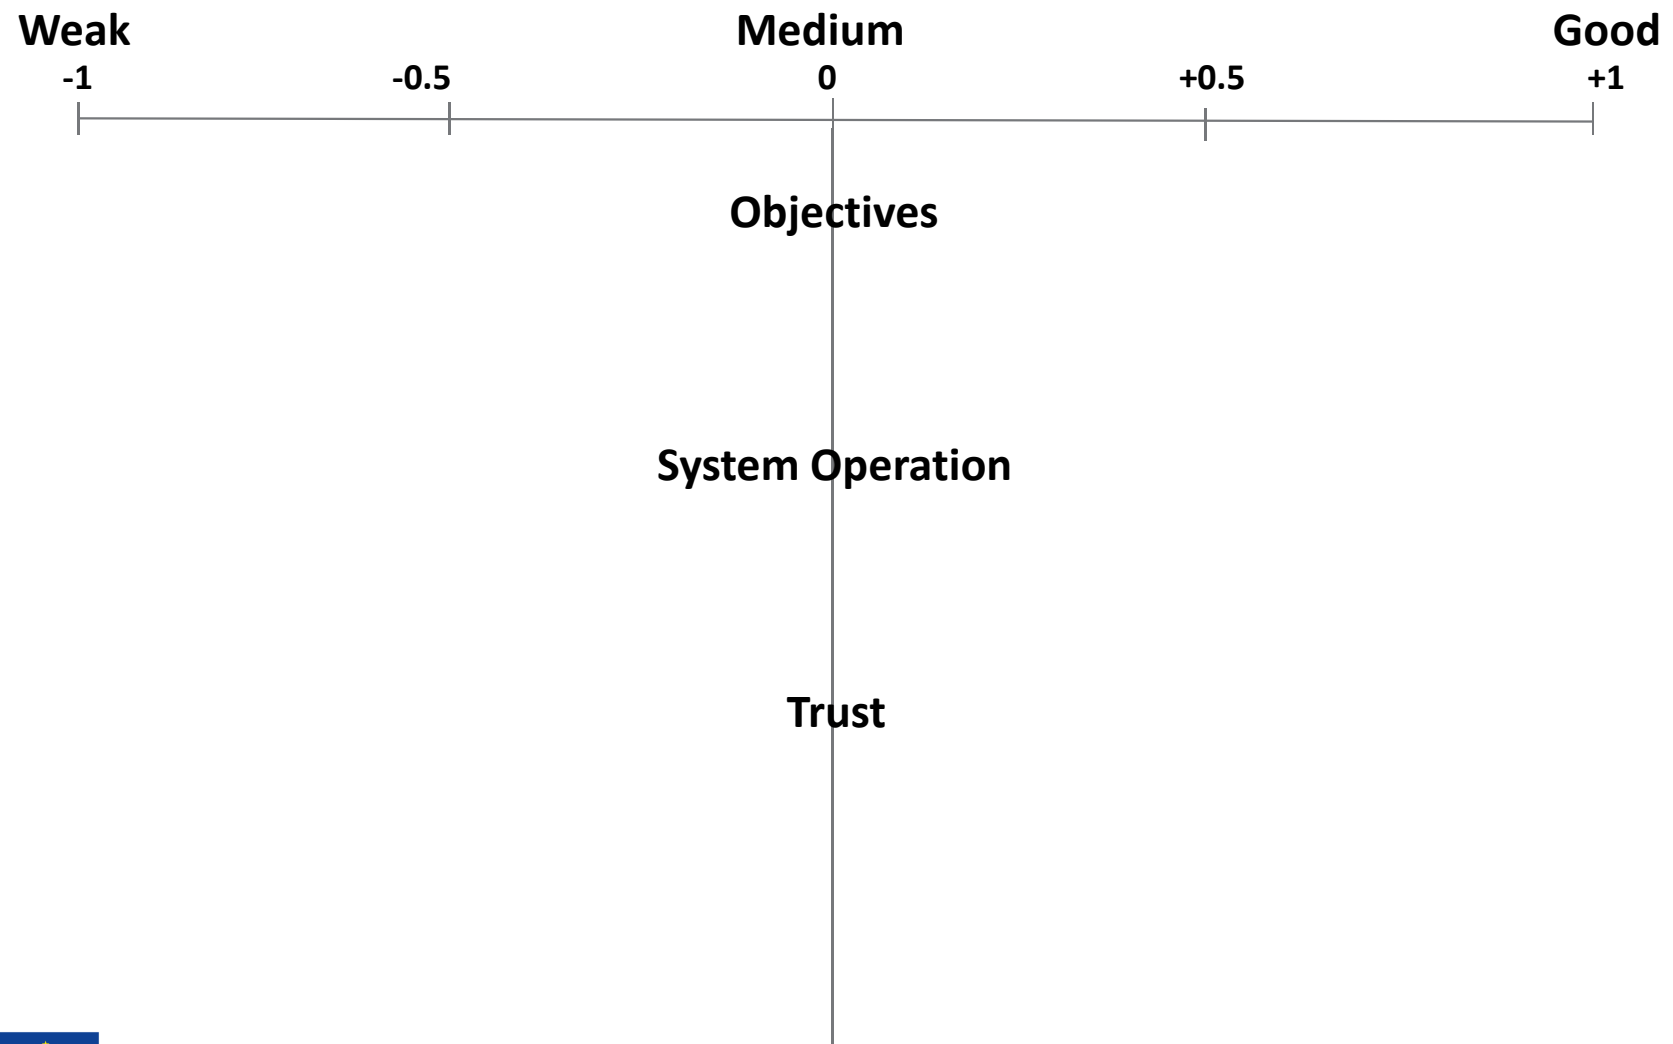 Weak Medium Good
-1 -0.5 0 +0.5 +1
Objectives
System Operation
Trust